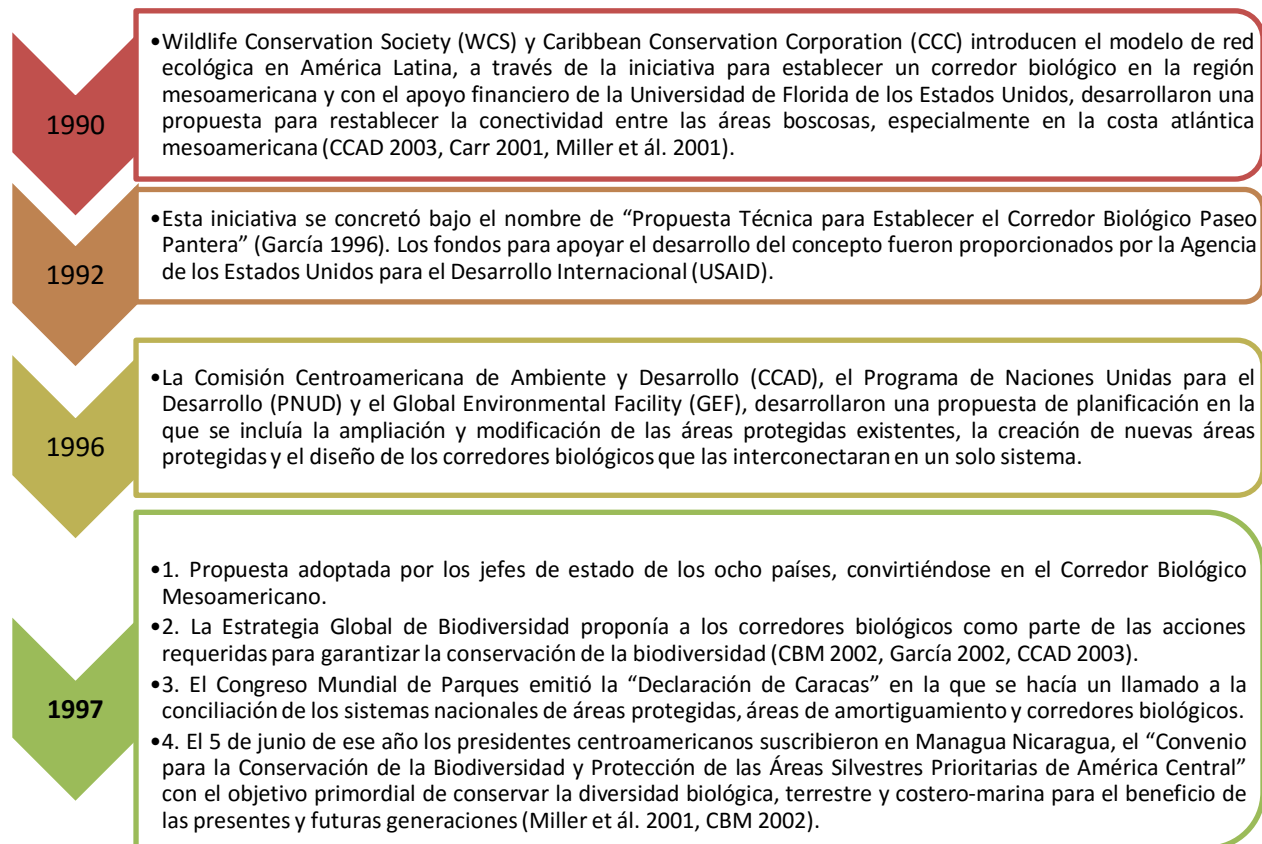 1990
•Wildlife Conservation Society (WCS) y Caribbean Conservation Corporation (CCC) introducen el modelo de red
ecológica en América Latina, a través de la iniciativa para establecer un corredor biológico en la región
mesoamericana y con el apoyo financiero de la Universidad de Florida de los Estados Unidos, desarrollaron una
propuesta para restablecer la conectividad entre las áreas boscosas, especialmente en la costa atlántica
mesoamericana (CCAD 2003, Carr 2001, Miller et ál. 2001).
1992
•Esta iniciativa se concretó bajo el nombre de “Propuesta Técnica para Establecer el Corredor Biológico Paseo
Pantera” (García 1996). Los fondos para apoyar el desarrollo del concepto fueron proporcionados por la Agencia
de los Estados Unidos para el Desarrollo Internacional (USAID).
1996
•La Comisión Centroamericana de Ambiente y Desarrollo (CCAD), el Programa de Naciones Unidas para el
Desarrollo (PNUD) y el Global Environmental Facility (GEF), desarrollaron una propuesta de planificación en la
que se incluía la ampliación y modificación de las áreas protegidas existentes, la creación de nuevas áreas
protegidas y el diseño de los corredores biológicos que las interconectaran en un solo sistema.
1997
•1. Propuesta adoptada por los jefes de estado de los ocho países, convirtiéndose en el Corredor Biológico
Mesoamericano.
•2. La Estrategia Global de Biodiversidad proponía a los corredores biológicos como parte de las acciones
requeridas para garantizar la conservación de la biodiversidad (CBM 2002, García 2002, CCAD 2003).
•3. El Congreso Mundial de Parques emitió la “Declaración de Caracas” en la que se hacía un llamado a la
conciliación de los sistemas nacionales de áreas protegidas, áreas de amortiguamiento y corredores biológicos.
•4. El 5 de junio de ese año los presidentes centroamericanos suscribieron en Managua Nicaragua, el “Convenio
para la Conservación de la Biodiversidad y Protección de las Áreas Silvestres Prioritarias de América Central”
con el objetivo primordial de conservar la diversidad biológica, terrestre y costero-marina para el beneficio de
las presentes y futuras generaciones (Miller et ál. 2001, CBM 2002).